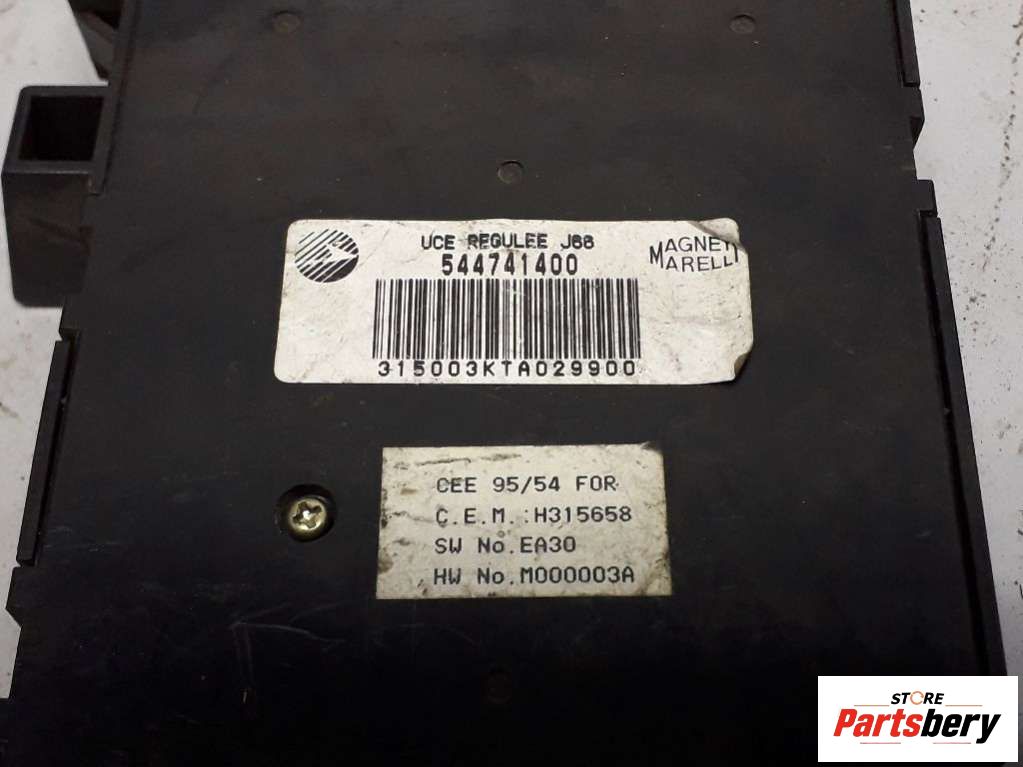 UCE REGULEE J66
544741400
MAGNETI
MARELLI
315003KTA029900
CEE 95/54 FOR
C.E.M. :H315658
SW No.EA30
HW No.M000003A
STORE
Partsbery